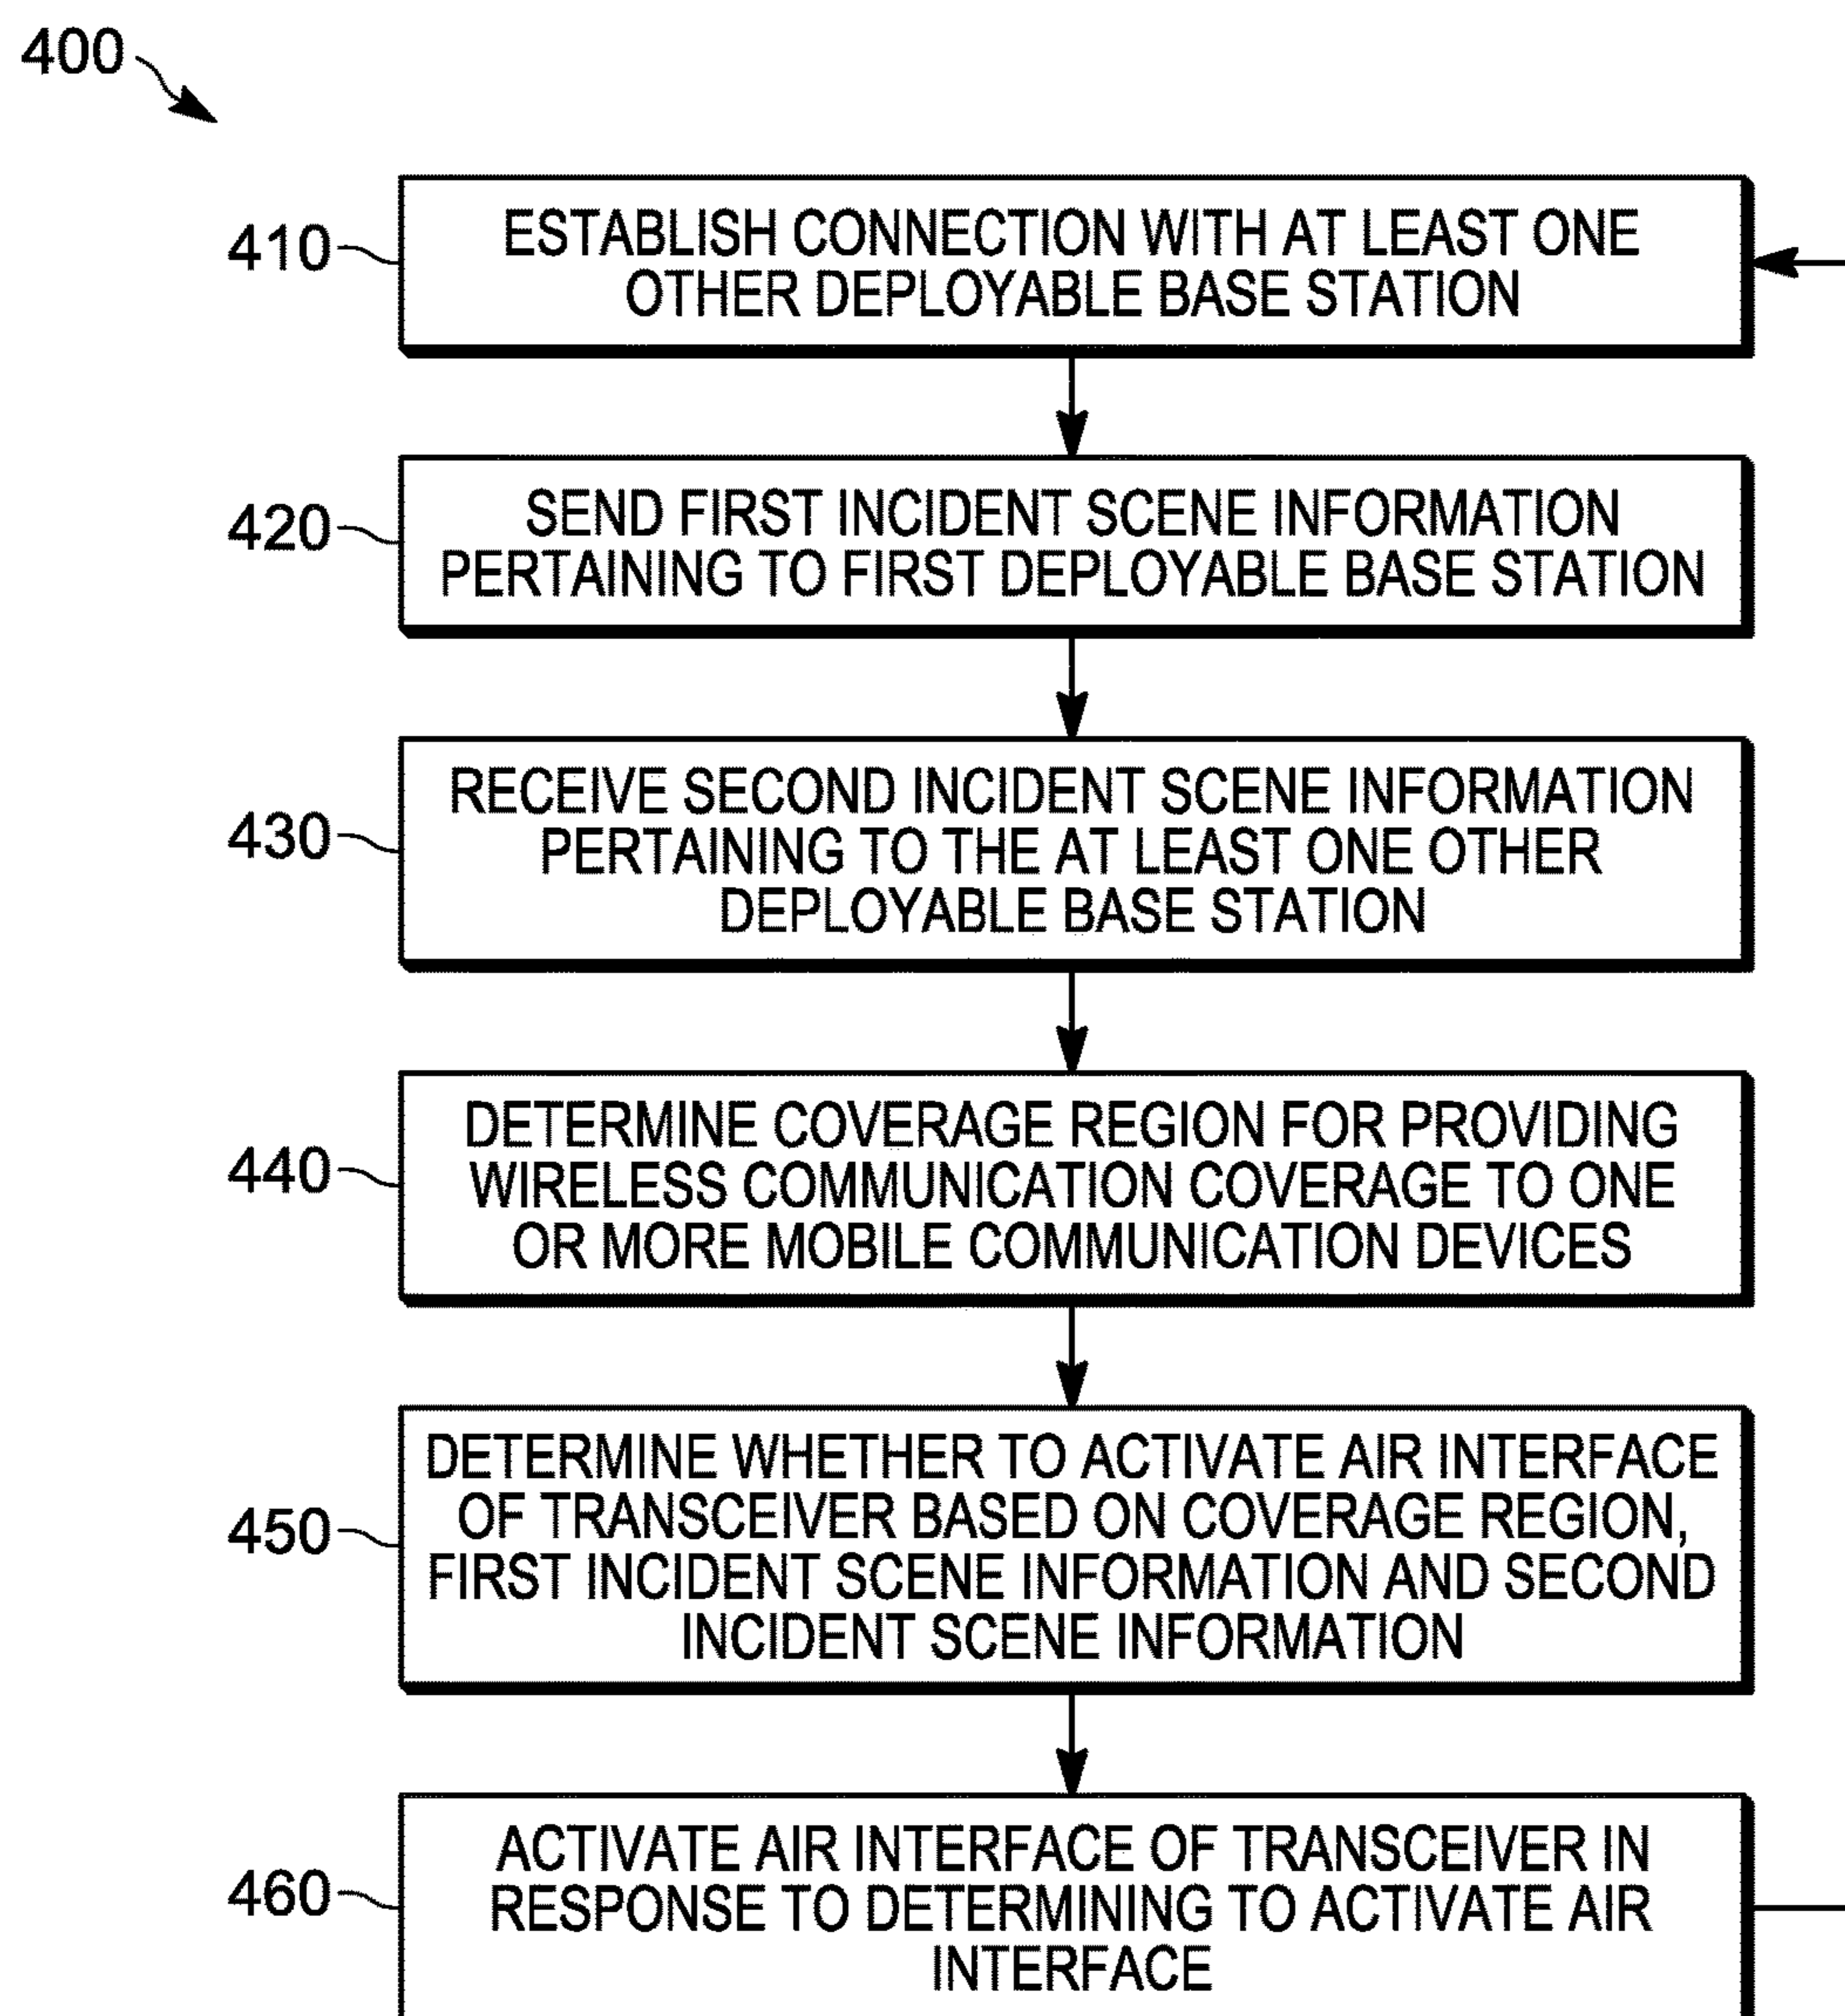 400
410
ESTABLISH CONNECTION WITH AT LEAST ONE
OTHER DEPLOYABLE BASE STATION
420
SEND FIRST INCIDENT SCENE INFORMATION
PERTAINING TO FIRST DEPLOYABLE BASE STATION
430
RECEIVE SECOND INCIDENT SCENE INFORMATION
PERTAINING TO THE AT LEAST ONE OTHER
DEPLOYABLE BASE STATION
440
DETERMINE COVERAGE REGION FOR PROVIDING
WIRELESS COMMUNICATION COVERAGE TO ONE
OR MORE MOBILE COMMUNICATION DEVICES
450
DETERMINE WHETHER TO ACTIVATE AIR INTERFACE
OF TRANSCEIVER BASED ON COVERAGE REGION,
FIRST INCIDENT SCENE INFORMATION AND SECOND
INCIDENT SCENE INFORMATION
460
ACTIVATE AIR INTERFACE OF TRANSCEIVER IN
RESPONSE TO DETERMINING TO ACTIVATE AIR
INTERFACE